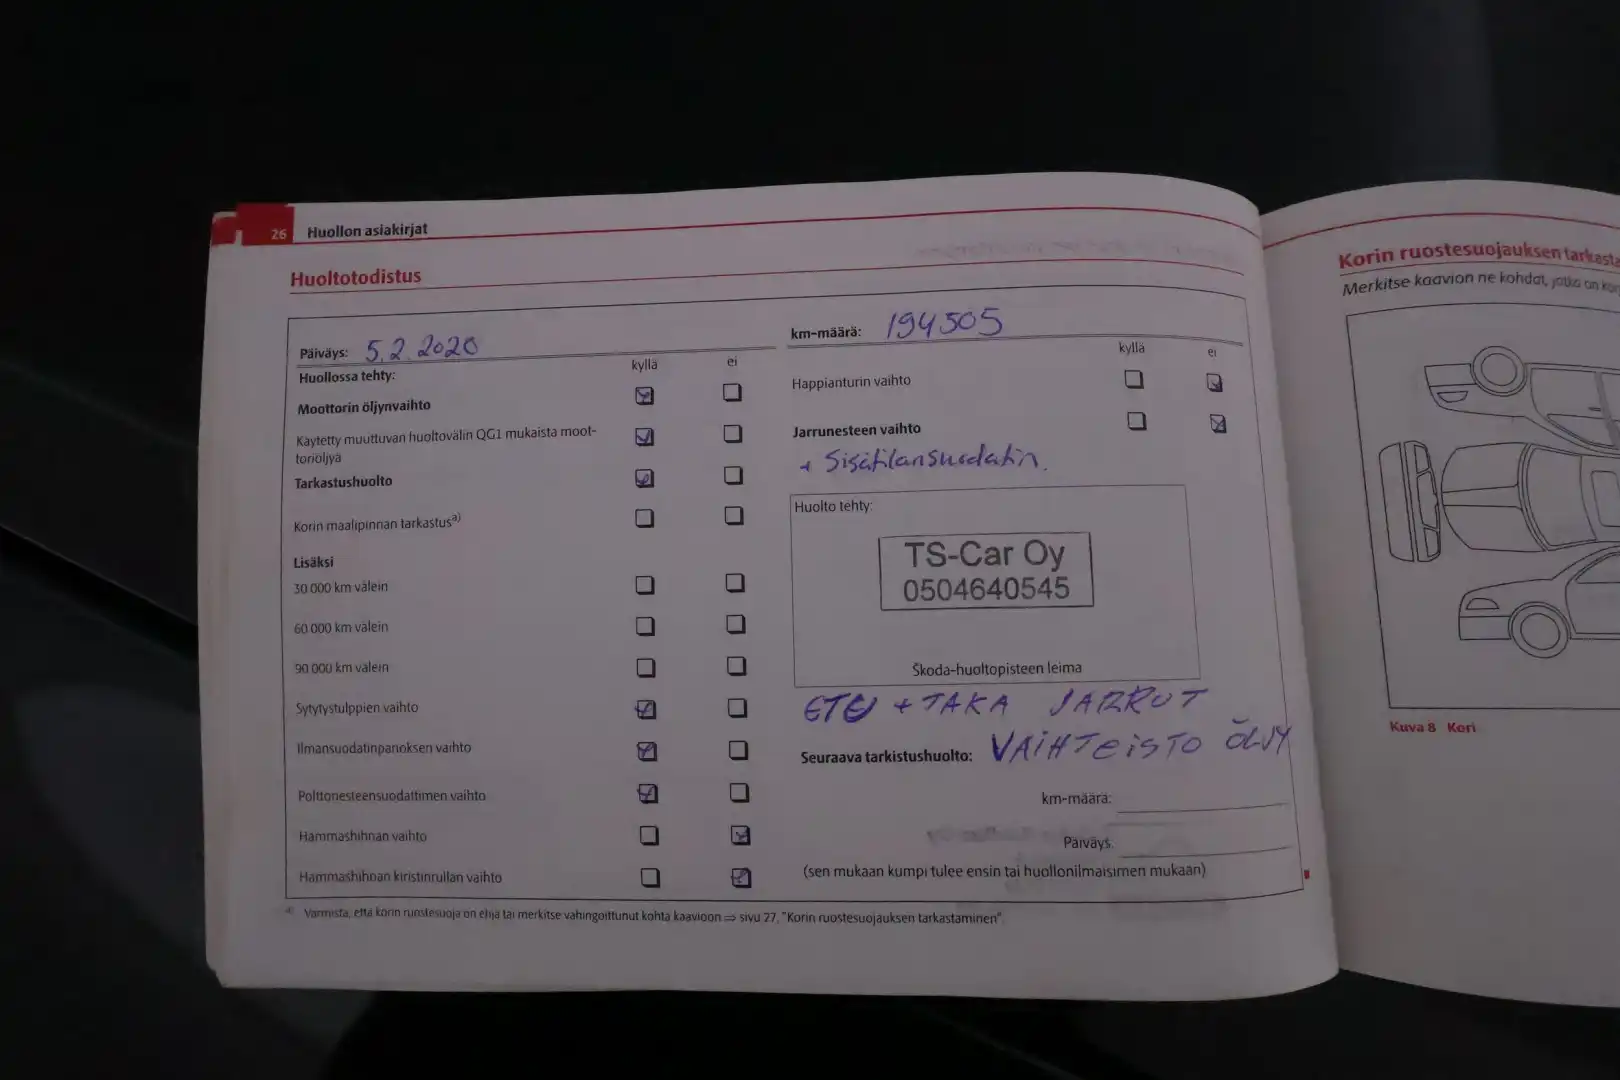 26 Huollon asiakirjat
Huoltotodistus
Päiväys: 5.2.2020
Huollossa tehty: kyllä ei
Moottorin öljynvaihto
Käytetty muuttuvan huoltovälin QG1 mukaista moot-
toriöljyä
Tarkastushuolto
Korin maalipinnan tarkastus a)
Lisäksi
30 000 km välein
60 000 km välein
90 000 km välein
Sytytystulppien vaihto
Ilmansuodatinpanoksen vaihto
Polttonesteensuodattimen vaihto
Hammashihnan vaihto
Hammashihnan kiristinrullan vaihto
km-määrä: 194505
kyllä ei
Happianturin vaihto
Jarrunesteen vaihto
+ Sisätilansuodatin.
Huolto tehty:
TS-Car Oy
0504640545
Škoda-huoltopisteen leima
ETU + TAKA JARRUT
Seuraava tarkistushuolto: VAIHTEISTO ÖLJY
km-määrä:
Päiväys:
(sen mukaan kumpi tulee ensin tai huollonilmaisimen mukaan)
a) Varmista, että korin ruostesuoja on ehjä tai merkitse vahingoittunut kohta kaavioon ⇒ sivu 27, "Korin ruostesuojauksen tarkastaminen".
Korin ruostesuojauksen tarkasta
Merkitse kaavion ne kohdat, jotka on kor
Kuva 8 Kori